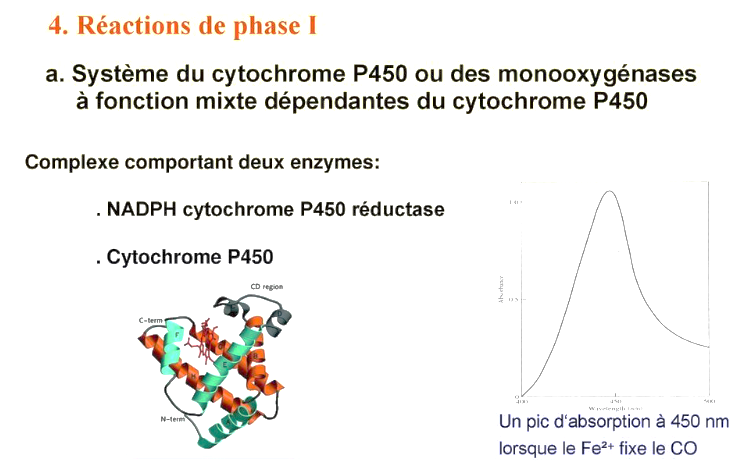 4. Réactions de phase I
a. Système du cytochrome P450 ou des monooxygénases
à fonction mixte dépendantes du cytochrome P450
Complexe comportant deux enzymes:
. NADPH cytochrome P450 réductase
. Cytochrome P450
CD region
C-term
N-term
1.0
Absorbance
0.5
400
450
500
Wavelength (nm)
Un pic d'absorption à 450 nm
lorsque le Fe²⁺ fixe le CO